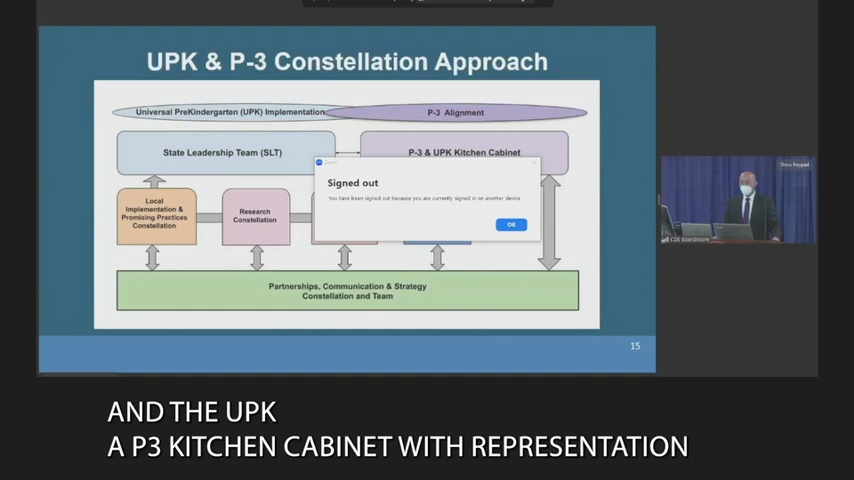 UPK & P-3 Constellation Approach
Universal PreKindergarten (UPK) Implementation
P-3 Alignment
State Leadership Team (SLT)
P-3 & UPK Kitchen Cabinet
Signed out
You have been signed out because you are currently signed in on another device
OK
Local
Implementation &
Promising Practices
Constellation
Research
Constellation
Partnerships, Communication & Strategy
Constellation and Team
15
Show Keypad
CDE Boardroom
AND THE UPK
A P3 KITCHEN CABINET WITH REPRESENTATION